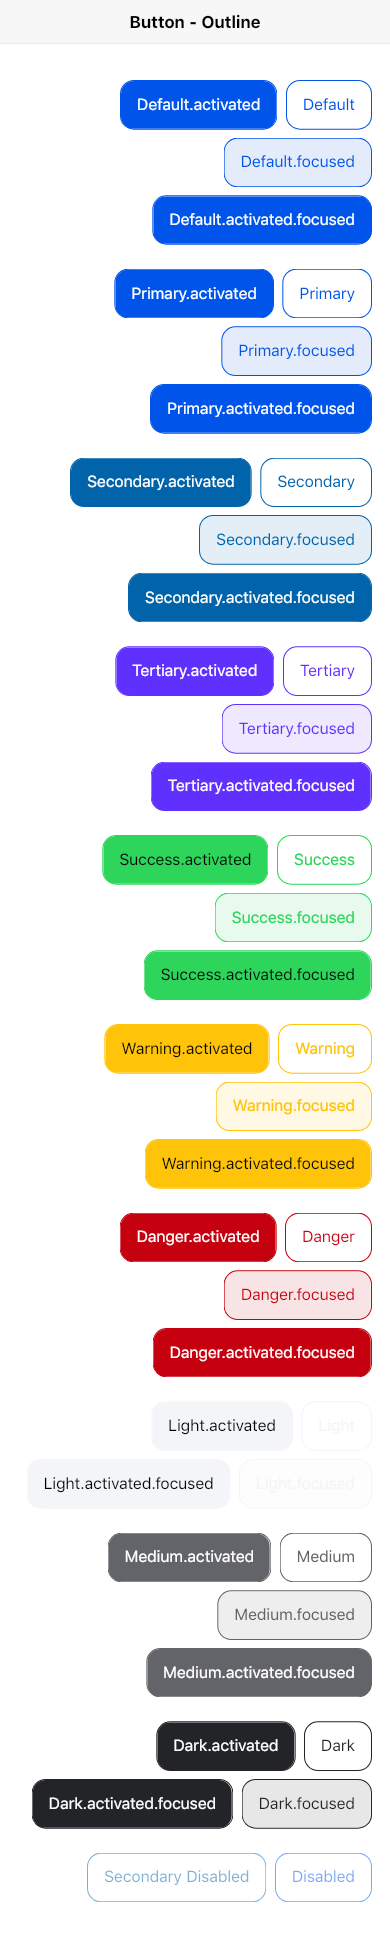 Button - Outline
Default.activated Default
Default.focused
Default.activated.focused
Primary.activated Primary
Primary.focused
Primary.activated.focused
Secondary.activated Secondary
Secondary.focused
Secondary.activated.focused
Tertiary.activated Tertiary
Tertiary.focused
Tertiary.activated.focused
Success.activated Success
Success.focused
Success.activated.focused
Warning.activated Warning
Warning.focused
Warning.activated.focused
Danger.activated Danger
Danger.focused
Danger.activated.focused
Light.activated Light
Light.activated.focused Light.focused
Medium.activated Medium
Medium.focused
Medium.activated.focused
Dark.activated Dark
Dark.activated.focused Dark.focused
Secondary Disabled Disabled